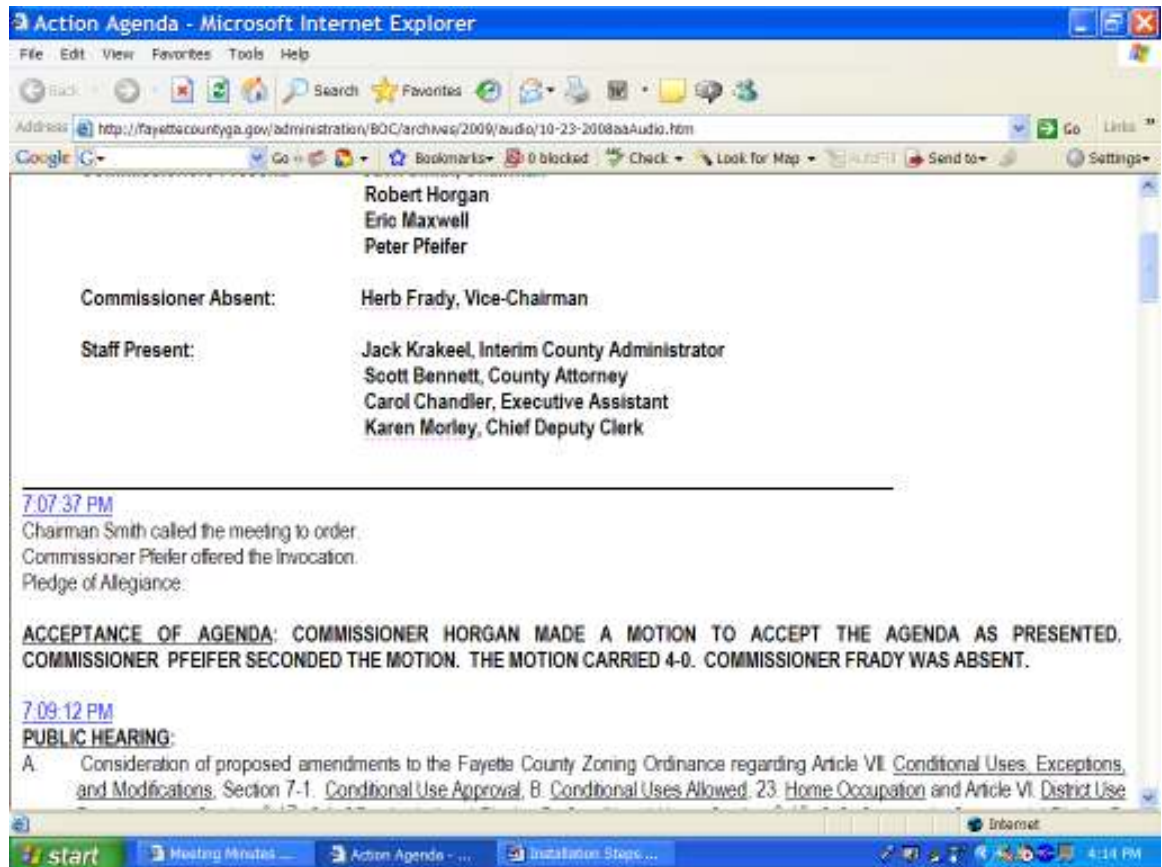 Action Agenda - Microsoft Internet Explorer
File Edit View Favorites Tools Help
Back Search Favorites
Address http://fayettecountyga.gov/administration/BOC/archives/2009/audio/10-23-2008aaAudio.htm Go Links
Google Go Bookmarks 0 blocked Check Look for Map Send to Settings
Robert Horgan
Eric Maxwell
Peter Pfeifer
Commissioner Absent: Herb Frady, Vice-Chairman
Staff Present: Jack Krakeel, Interim County Administrator
Scott Bennett, County Attorney
Carol Chandler, Executive Assistant
Karen Morley, Chief Deputy Clerk
7:07:37 PM
Chairman Smith called the meeting to order.
Commissioner Pfeifer offered the Invocation.
Pledge of Allegiance.
ACCEPTANCE OF AGENDA: COMMISSIONER HORGAN MADE A MOTION TO ACCEPT THE AGENDA AS PRESENTED.
COMMISSIONER PFEIFER SECONDED THE MOTION. THE MOTION CARRIED 4-0. COMMISSIONER FRADY WAS ABSENT.
7:09:12 PM
PUBLIC HEARING:
A. Consideration of proposed amendments to the Fayette County Zoning Ordinance regarding Article VII. Conditional Uses, Exceptions,
and Modifications, Section 7-1. Conditional Use Approval, B. Conditional Uses Allowed, 23. Home Occupation and Article VI. District Use
Internet
start Meeting Minutes ... Action Agenda - ... Installation Steps ... 4:14 PM